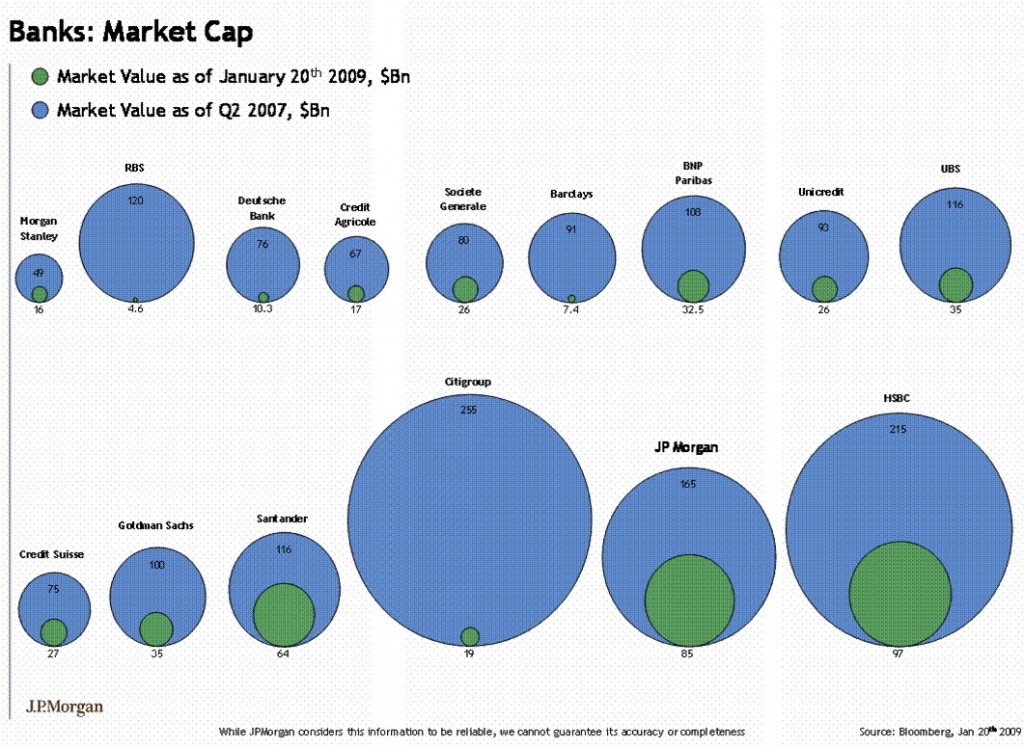 Banks: Market Cap
Market Value as of January 20th 2009, $Bn
Market Value as of Q2 2007, $Bn
Morgan
Stanley
49
16
RBS
120
4.6
Deutsche
Bank
76
10.3
Credit
Agricole
67
17
Societe
Generale
80
26
Barclays
91
7.4
BNP
Paribas
108
32.5
Unicredit
93
26
UBS
116
35
Credit Suisse
75
27
Goldman Sachs
100
35
Santander
116
64
Citigroup
255
19
JP Morgan
165
85
HSBC
215
97
J.P.Morgan
While JPMorgan considers this information to be reliable, we cannot guarantee its accuracy or completeness
Source: Bloomberg, Jan 20th 2009